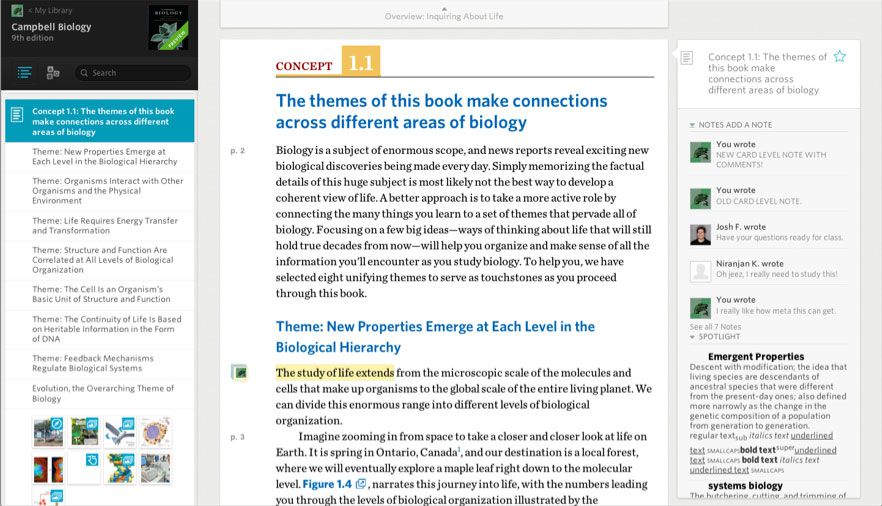 < My Library
Campbell Biology
9th edition
BIOLOGY
Search
Concept 1.1: The themes of this book
make connections across different
areas of biology
Theme: New Properties Emerge at
Each Level in the Biological Hierarchy
Theme: Organisms Interact with Other
Organisms and the Physical
Environment
Theme: Life Requires Energy Transfer
and Transformation
Theme: Structure and Function Are
Correlated at All Levels of Biological
Organization
Theme: The Cell Is an Organism's
Basic Unit of Structure and Function
Theme: The Continuity of Life Is Based
on Heritable Information in the Form
of DNA
Theme: Feedback Mechanisms
Regulate Biological Systems
Evolution, the Overarching Theme of
Biology
Overview: Inquiring About Life
CONCEPT 1.1
The themes of this book make connections
across different areas of biology
p. 2
Biology is a subject of enormous scope, and news reports reveal exciting new
biological discoveries being made every day. Simply memorizing the factual
details of this huge subject is most likely not the best way to develop a
coherent view of life. A better approach is to take a more active role by
connecting the many things you learn to a set of themes that pervade all of
biology. Focusing on a few big ideas—ways of thinking about life that will still
hold true decades from now—will help you organize and make sense of all the
information you'll encounter as you study biology. To help you, we have
selected eight unifying themes to serve as touchstones as you proceed
through this book.
Theme: New Properties Emerge at Each Level in the
Biological Hierarchy
The study of life extends from the microscopic scale of the molecules and
cells that make up organisms to the global scale of the entire living planet. We
can divide this enormous range into different levels of biological
organization.
p. 3
Imagine zooming in from space to take a closer and closer look at life on
Earth. It is spring in Ontario, Canada¹, and our destination is a local forest,
where we will eventually explore a maple leaf right down to the molecular
level. Figure 1.4 , narrates this journey into life, with the numbers leading
you through the levels of biological organization illustrated by the
Concept 1.1: The themes of
this book make
connections across
different areas of biology
NOTES ADD A NOTE
You wrote
NEW CARD LEVEL NOTE WITH
COMMENTS!
You wrote
OLD CARD LEVEL NOTE.
Josh F. wrote
Have your questions ready for class.
Niranjan K. wrote
Oh jeez, I really need to study this!
You wrote
I really like how meta this can get.
See all 7 Notes
SPOTLIGHT
Emergent Properties
Descent with modification; the idea that
living species are descendants of
ancestral species that were different
from the present-day ones; also defined
more narrowly as the change in the
genetic composition of a population
from generation to generation.
regular text sub italics text underlined
text SMALLCAPS bold text super underlined
text SMALLCAPS bold text italics text
underlined text SMALLCAPS
systems biology
The butchering, cutting, and trimming of